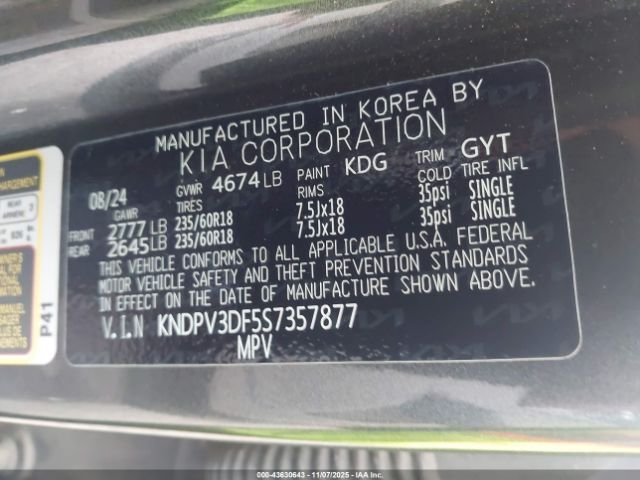 MANUFACTURED IN KOREA BY
KIA CORPORATION
08/24 GVWR 4674 LB PAINT KDG TRIM GYT
GAWR TIRES RIMS COLD TIRE INFL
FRONT 2777 LB 235/60R18 7.5Jx18 35psi SINGLE
REAR 2645 LB 235/60R18 7.5Jx18 35psi SINGLE
THIS VEHICLE CONFORMS TO ALL APPLICABLE U.S.A. FEDERAL
MOTOR VEHICLE SAFETY AND THEFT PREVENTION STANDARDS
IN EFFECT ON THE DATE OF MANUFACTURE SHOWN ABOVE.
V.I.N KNDPV3DF5S7357877
MPV
P41
000-43630643 - 11/07/2025 - IAAI, INC.